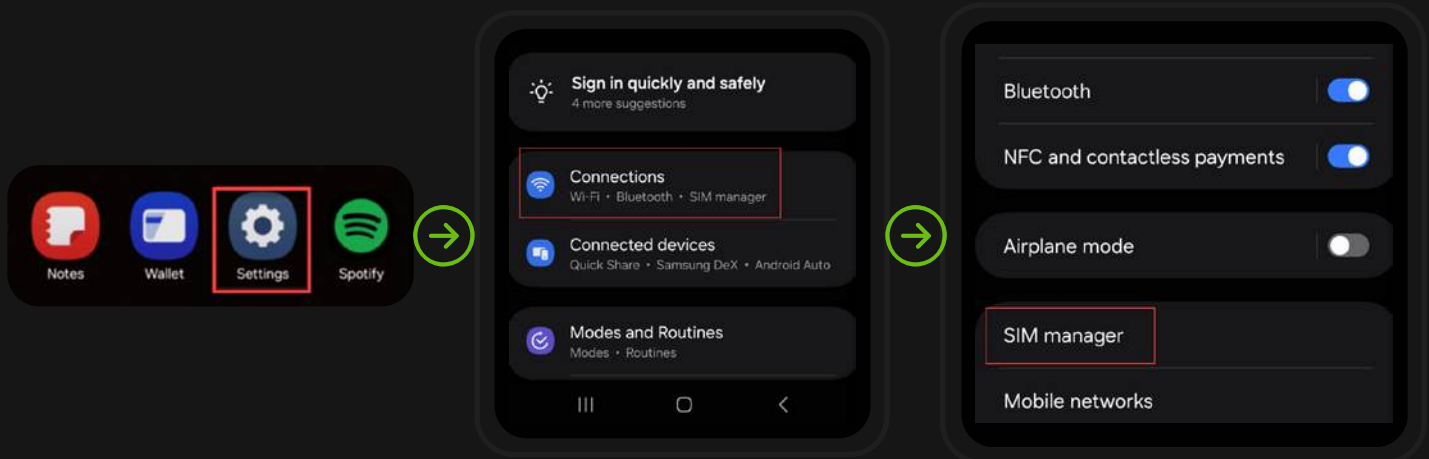 Notes
Wallet
Settings
Spotify
Sign in quickly and safely
4 more suggestions
Connections
Wi-Fi • Bluetooth • SIM manager
Connected devices
Quick Share • Samsung DeX • Android Auto
Modes and Routines
Modes • Routines
Bluetooth
NFC and contactless payments
Airplane mode
SIM manager
Mobile networks